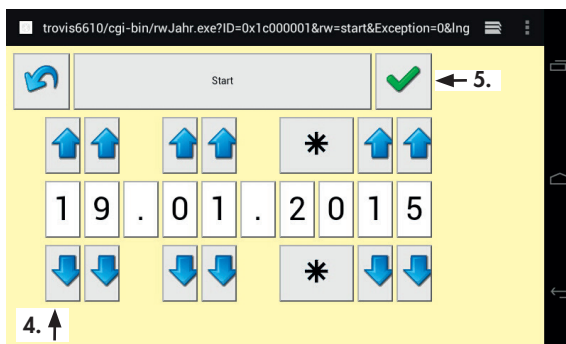 trovis6610/cgi-bin/rwJahr.exe?ID=0x1c000001&rw=start&Exception=0&lng
Start
5.
* 
19.01.2015
*
4.